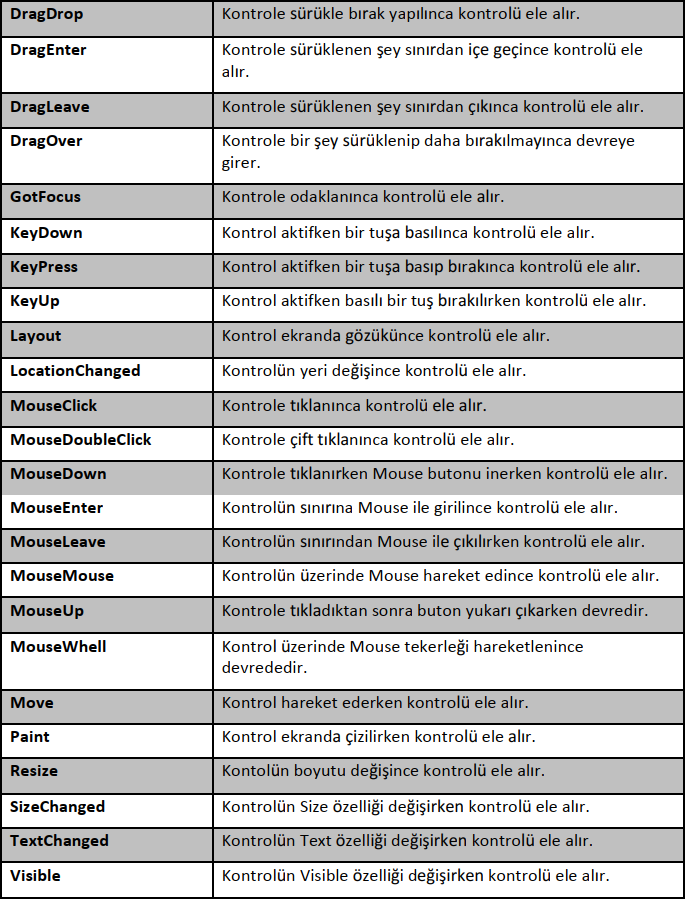 DragDrop Kontrole sürükle bırak yapılınca kontrolü ele alır.
DragEnter Kontrole sürüklenen şey sınırdan içe geçince kontrolü ele
alır.
DragLeave Kontrole sürüklenen şey sınırdan çıkınca kontrolü ele alır.
DragOver Kontrole bir şey sürüklenip daha bırakılmayınca devreye
girer.
GotFocus Kontrole odaklanınca kontrolü ele alır.
KeyDown Kontrol aktifken bir tuşa basılınca kontrolü ele alır.
KeyPress Kontrol aktifken bir tuşa basıp bırakınca kontrolü ele alır.
KeyUp Kontrol aktifken basılı bir tuş bırakılırken kontrolü ele alır.
Layout Kontrol ekranda gözükünce kontrolü ele alır.
LocationChanged Kontrolün yeri değişince kontrolü ele alır.
MouseClick Kontrole tıklanınca kontrolü ele alır.
MouseDoubleClick Kontrole çift tıklanınca kontrolü ele alır.
MouseDown Kontrole tıklanırken Mouse butonu inerken kontrolü ele alır.
MouseEnter Kontrolün sınırına Mouse ile girilince kontrolü ele alır.
MouseLeave Kontrolün sınırından Mouse ile çıkılırken kontrolü ele alır.
MouseMouse Kontrolün üzerinde Mouse hareket edince kontrolü ele alır.
MouseUp Kontrole tıkladıktan sonra buton yukarı çıkarken devredir.
MouseWhell Kontrol üzerinde Mouse tekerleği hareketlenince
devrededir.
Move Kontrol hareket ederken kontrolü ele alır.
Paint Kontrol ekranda çizilirken kontrolü ele alır.
Resize Kontolün boyutu değişince kontrolü ele alır.
SizeChanged Kontrolün Size özelliği değişirken kontrolü ele alır.
TextChanged Kontrolün Text özelliği değişirken kontrolü ele alır.
Visible Kontrolün Visible özelliği değişirken kontrolü ele alır.